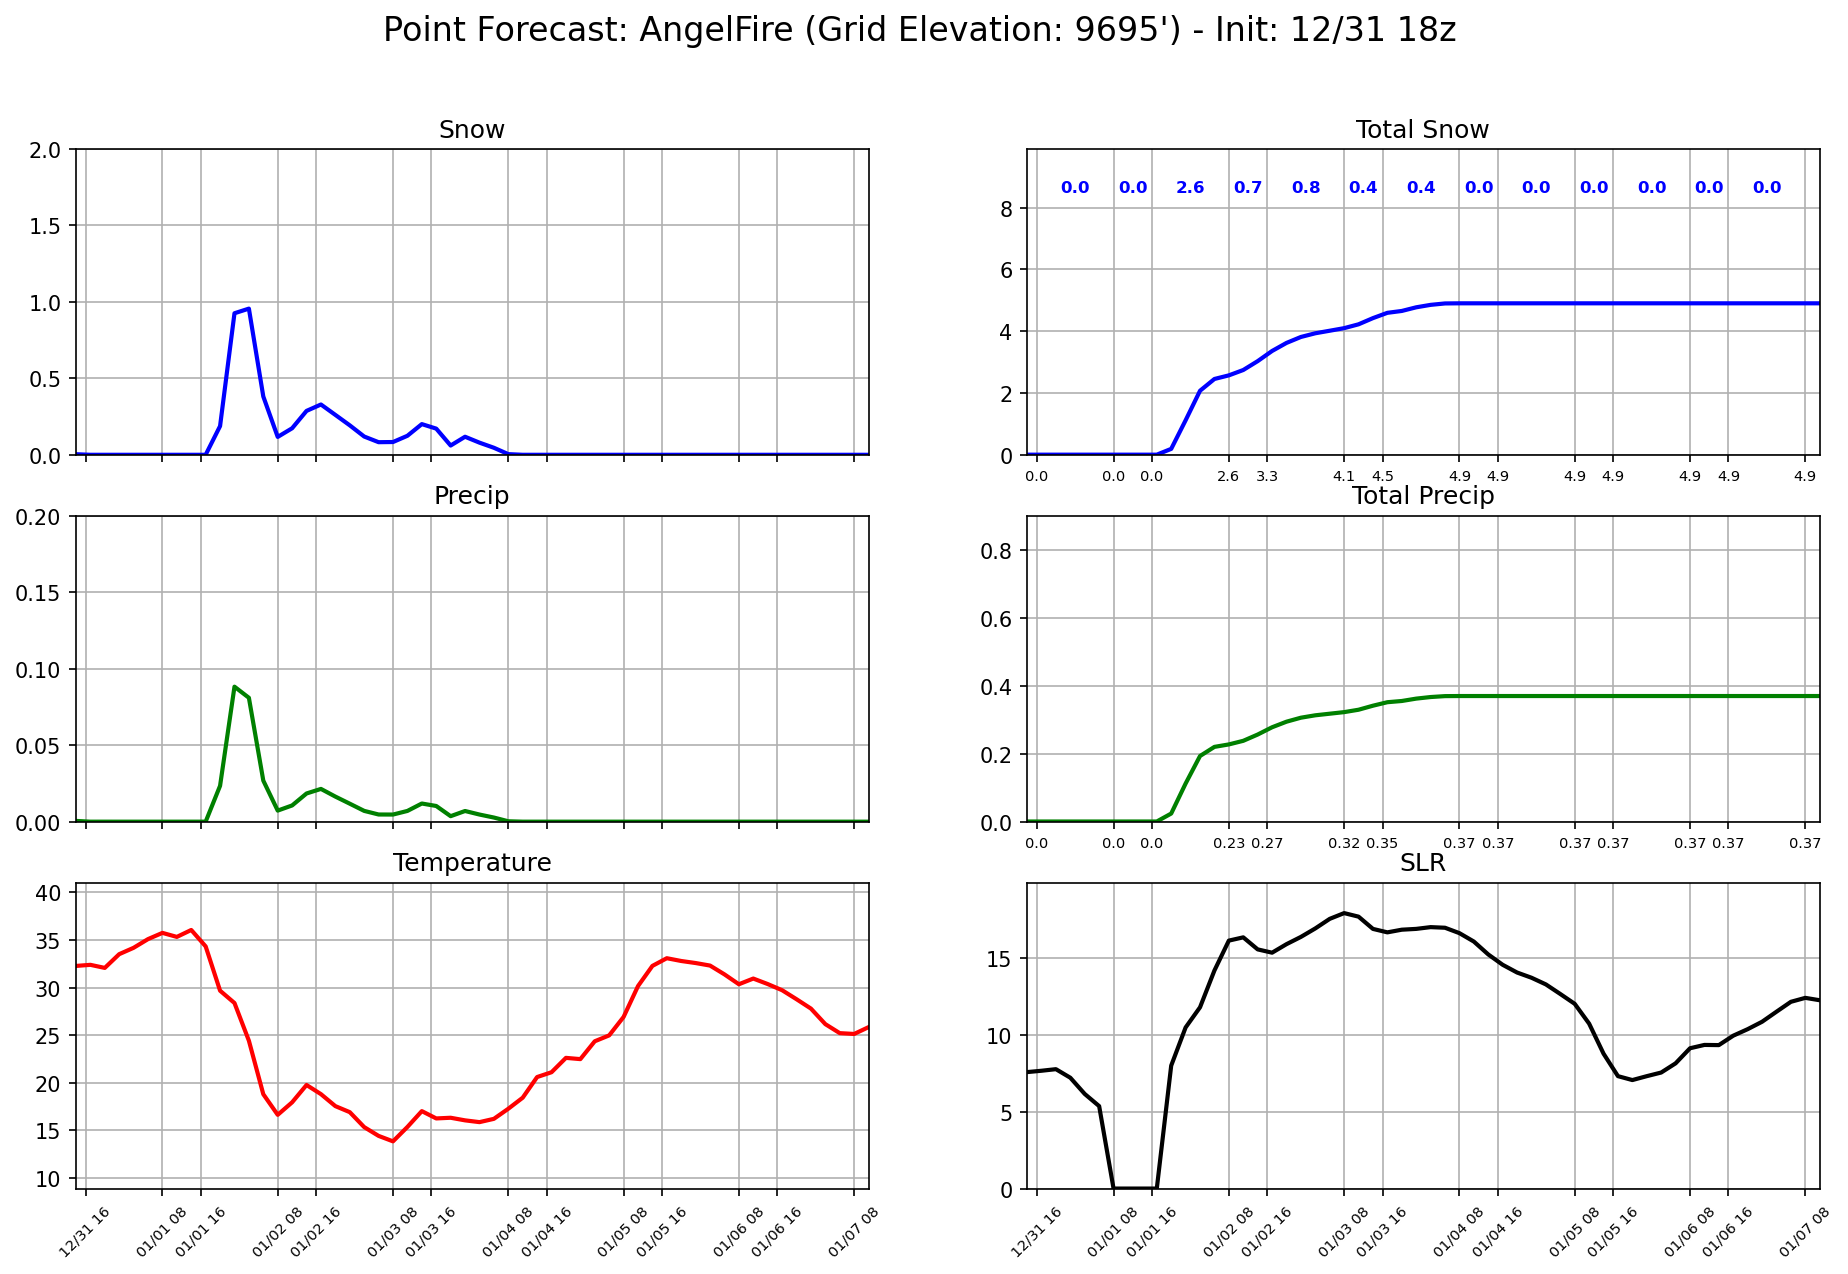 Point Forecast: AngelFire (Grid Elevation: 9695') - Init: 12/31 18z
Snow
2.0
1.5
1.0
0.5
0.0
Total Snow
0.0 0.0 2.6 0.7 0.8 0.4 0.4 0.0 0.0 0.0 0.0 0.0 0.0
8
6
4
2
0
0.0 0.0 0.0 2.6 3.3 4.1 4.5 4.9 4.9 4.9 4.9 4.9 4.9 4.9
Precip
0.20
0.15
0.10
0.05
0.00
Total Precip
0.8
0.6
0.4
0.2
0.0
0.0 0.0 0.0 0.23 0.27 0.32 0.35 0.37 0.37 0.37 0.37 0.37 0.37 0.37
Temperature
40
35
30
25
20
15
10
12/31 16 01/01 08 01/01 16 01/02 08 01/02 16 01/03 08 01/03 16 01/04 08 01/04 16 01/05 08 01/05 16 01/06 08 01/06 16 01/07 08
SLR
15
10
5
0
12/31 16 01/01 08 01/01 16 01/02 08 01/02 16 01/03 08 01/03 16 01/04 08 01/04 16 01/05 08 01/05 16 01/06 08 01/06 16 01/07 08